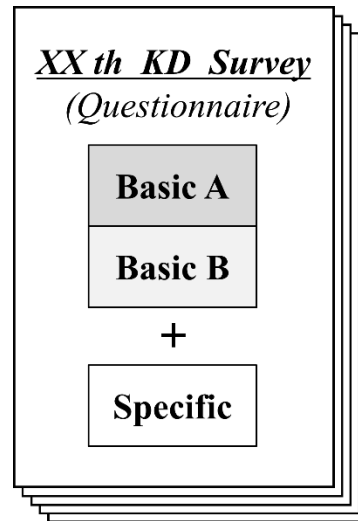 XX th KD Survey
(Questionnaire)
Basic A
Basic B
+
Specific